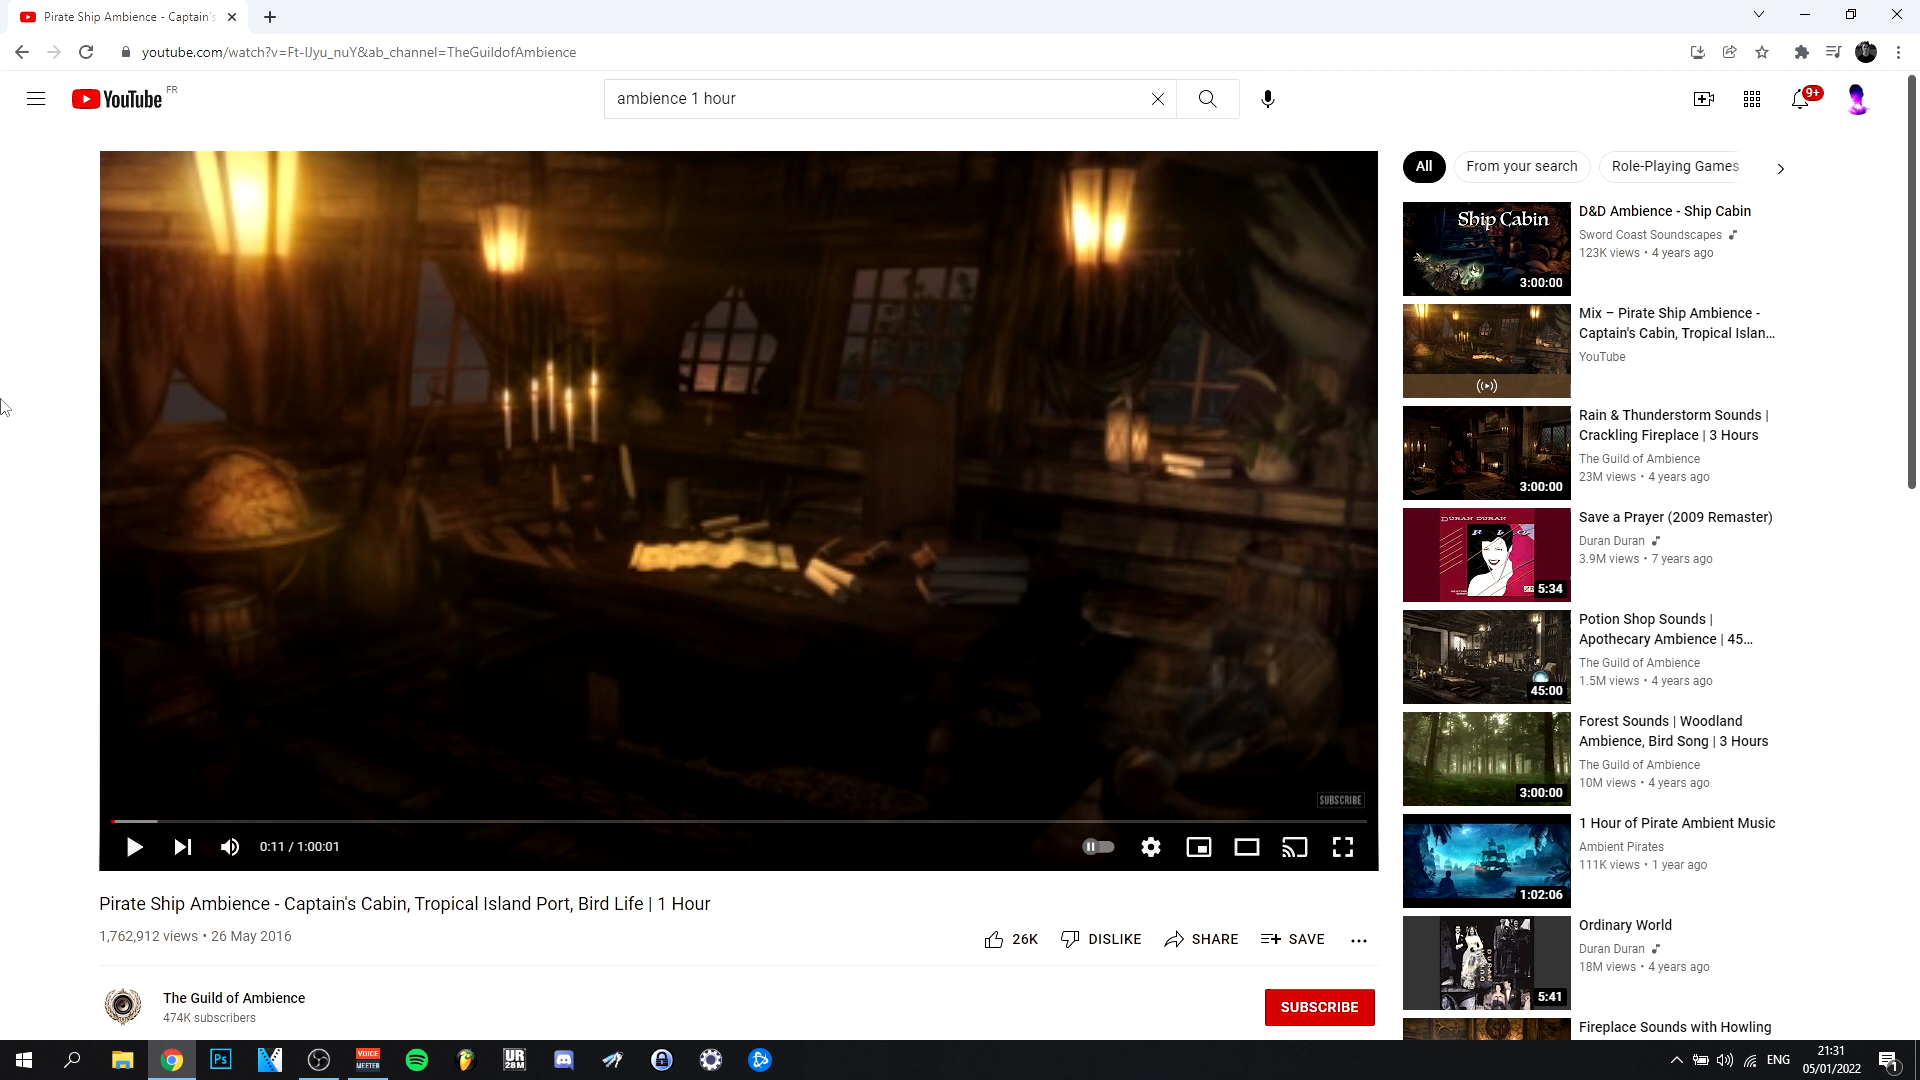 Pirate Ship Ambience - Captain's
youtube.com/watch?v=Ft-IJyu_nuY&ab_channel=TheGuildofAmbience
YouTube FR
ambience 1 hour
9+
SUBSCRIBE
0:11 / 1:00:01
Pirate Ship Ambience - Captain's Cabin, Tropical Island Port, Bird Life | 1 Hour
1,762,912 views • 26 May 2016
26K DISLIKE SHARE SAVE
The Guild of Ambience
474K subscribers
SUBSCRIBE
All From your search Role-Playing Games
Ship Cabin
3:00:00
D&D Ambience - Ship Cabin
Sword Coast Soundscapes
123K views • 4 years ago
Mix – Pirate Ship Ambience -
Captain's Cabin, Tropical Islan...
YouTube
3:00:00
Rain & Thunderstorm Sounds |
Crackling Fireplace | 3 Hours
The Guild of Ambience
23M views • 4 years ago
DURAN DURAN
RIO
5:34
Save a Prayer (2009 Remaster)
Duran Duran
3.9M views • 7 years ago
45:00
Potion Shop Sounds |
Apothecary Ambience | 45...
The Guild of Ambience
1.5M views • 4 years ago
3:00:00
Forest Sounds | Woodland
Ambience, Bird Song | 3 Hours
The Guild of Ambience
10M views • 4 years ago
1:02:06
1 Hour of Pirate Ambient Music
Ambient Pirates
111K views • 1 year ago
5:41
Ordinary World
Duran Duran
18M views • 4 years ago
Fireplace Sounds with Howling
Ps
VOICE
MEETER
UR
28M
ENG
21:31
05/01/2022
1